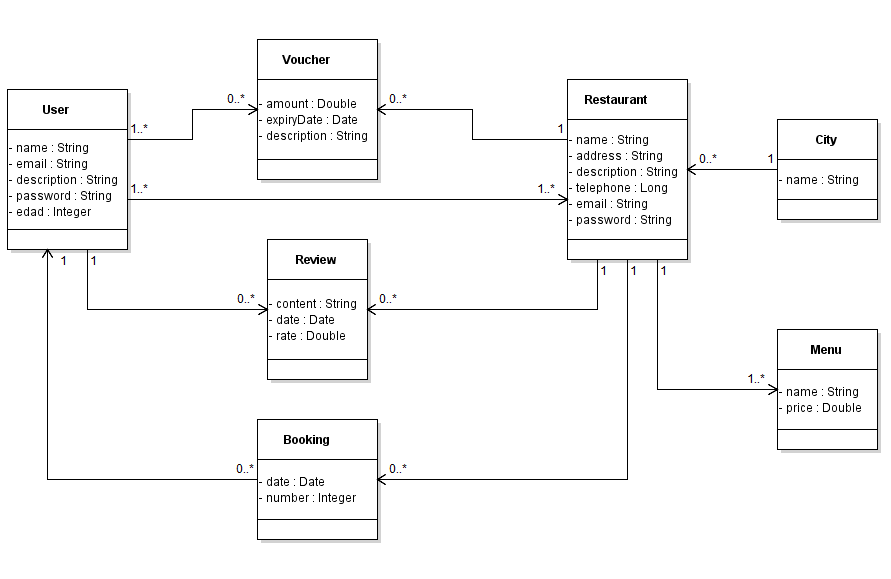 Voucher
- amount : Double
- expiryDate : Date
- description : String
0..*
0..*
User
- name : String
- email : String
- description : String
- password : String
- edad : Integer
1..*
1..*
1
1
Restaurant
- name : String
- address : String
- description : String
- telephone : Long
- email : String
- password : String
1
1..*
0..*
1
1
1
City
- name : String
1
Review
- content : String
- date : Date
- rate : Double
0..*
0..*
Menu
- name : String
- price : Double
1..*
Booking
- date : Date
- number : Integer
0..*
0..*